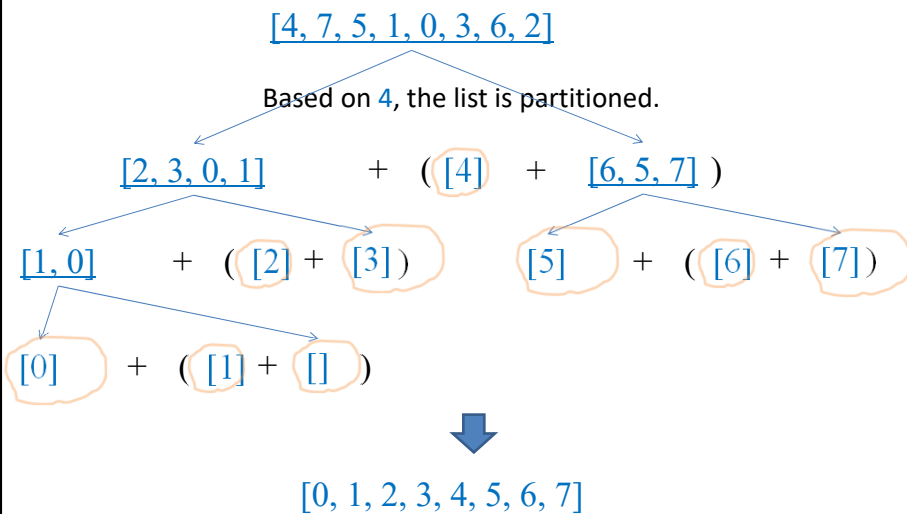 [4, 7, 5, 1, 0, 3, 6, 2]
Based on 4, the list is partitioned.
[2, 3, 0, 1] + ( [4] + [6, 5, 7] )
[1, 0] + ( [2] + [3] ) [5] + ( [6] + [7] )
[0] + ( [1] + [] )
[0, 1, 2, 3, 4, 5, 6, 7]